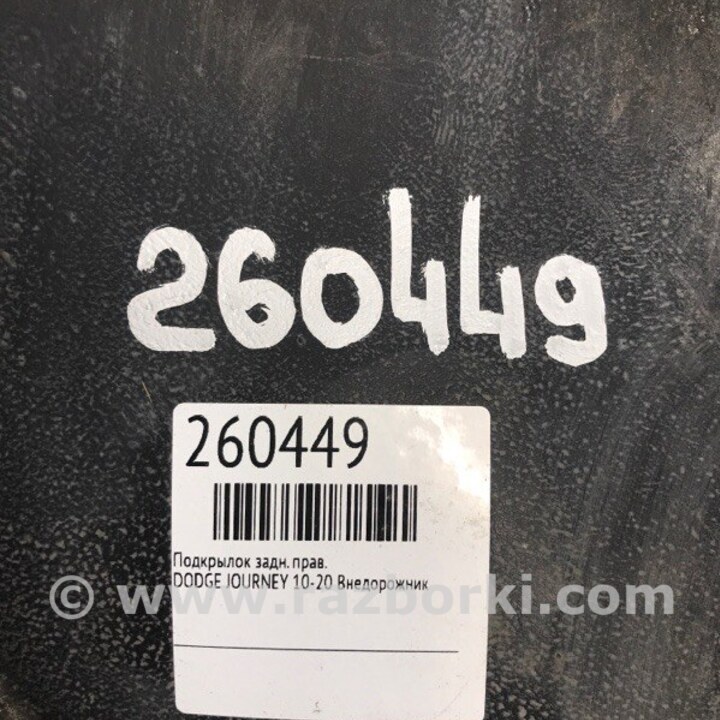 260449
260449
Подкрылок задн. прав.
DODGE JOURNEY 10-20 Внедорожник
© www.razborki.com